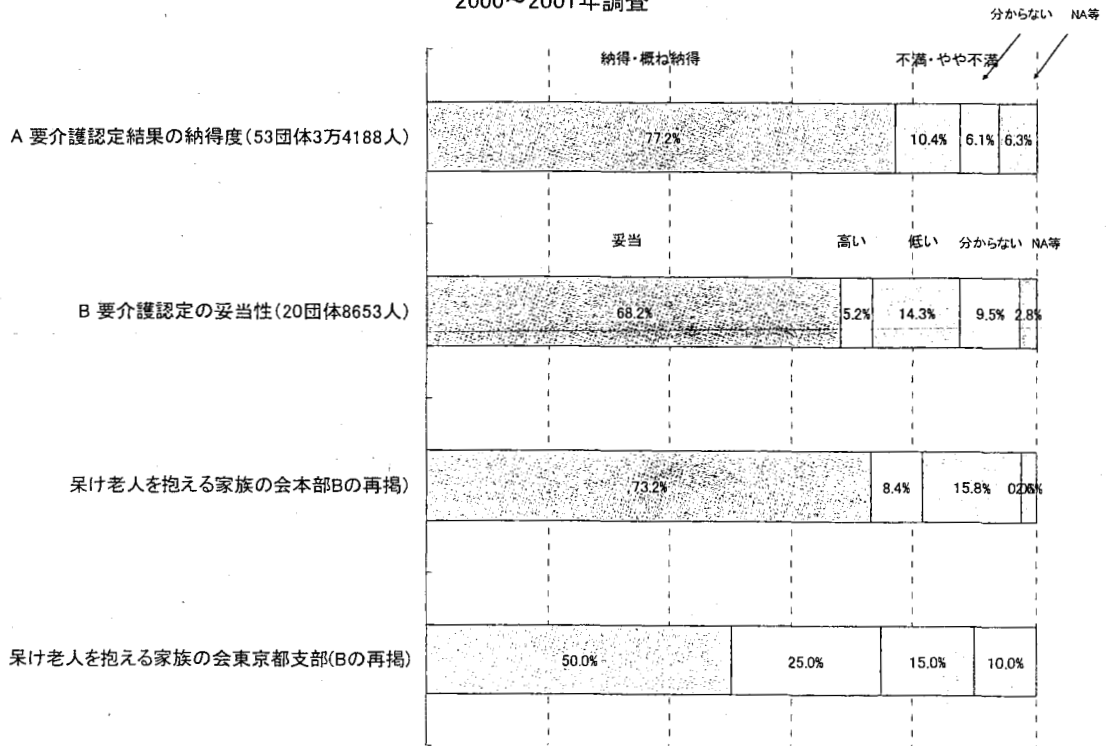 2000～2001年調査
分からない NA等
納得・概ね納得 不満・やや不満
A 要介護認定結果の納得度(53団体3万4188人) 77.2% 10.4% 6.1% 6.3%
妥当 高い 低い 分からない NA等
B 要介護認定の妥当性(20団体8653人) 68.2% 5.2% 14.3% 9.5% 2.8%
呆け老人を抱える家族の会本部Bの再掲) 73.2% 8.4% 15.8%
呆け老人を抱える家族の会東京都支部(Bの再掲) 50.0% 25.0% 15.0% 10.0%